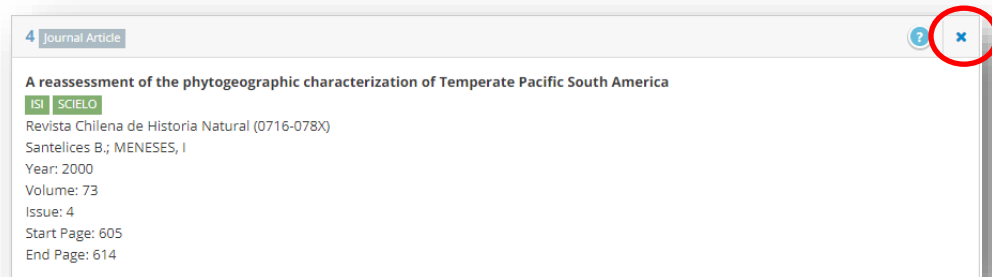 4 Journal Article ? ×
A reassessment of the phytogeographic characterization of Temperate Pacific South America
ISI SCIELO
Revista Chilena de Historia Natural (0716-078X)
Santelices B.; MENESES, I
Year: 2000
Volume: 73
Issue: 4
Start Page: 605
End Page: 614